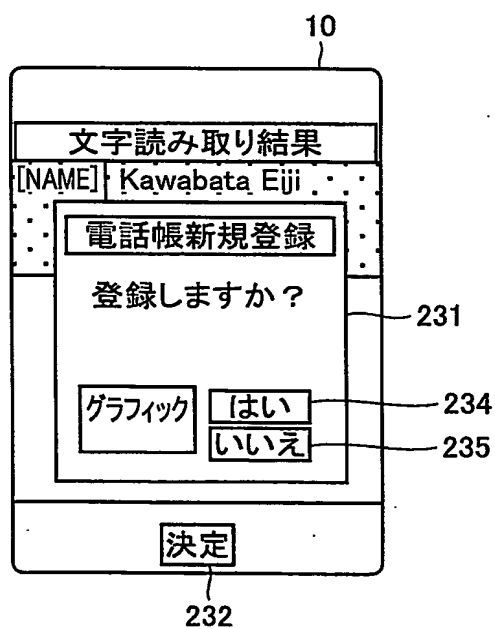 10
文字読み取り結果
[NAME] Kawabata Eiji
電話帳新規登録
登録しますか？
231
グラフィック
はい
234
いいえ
235
決定
232